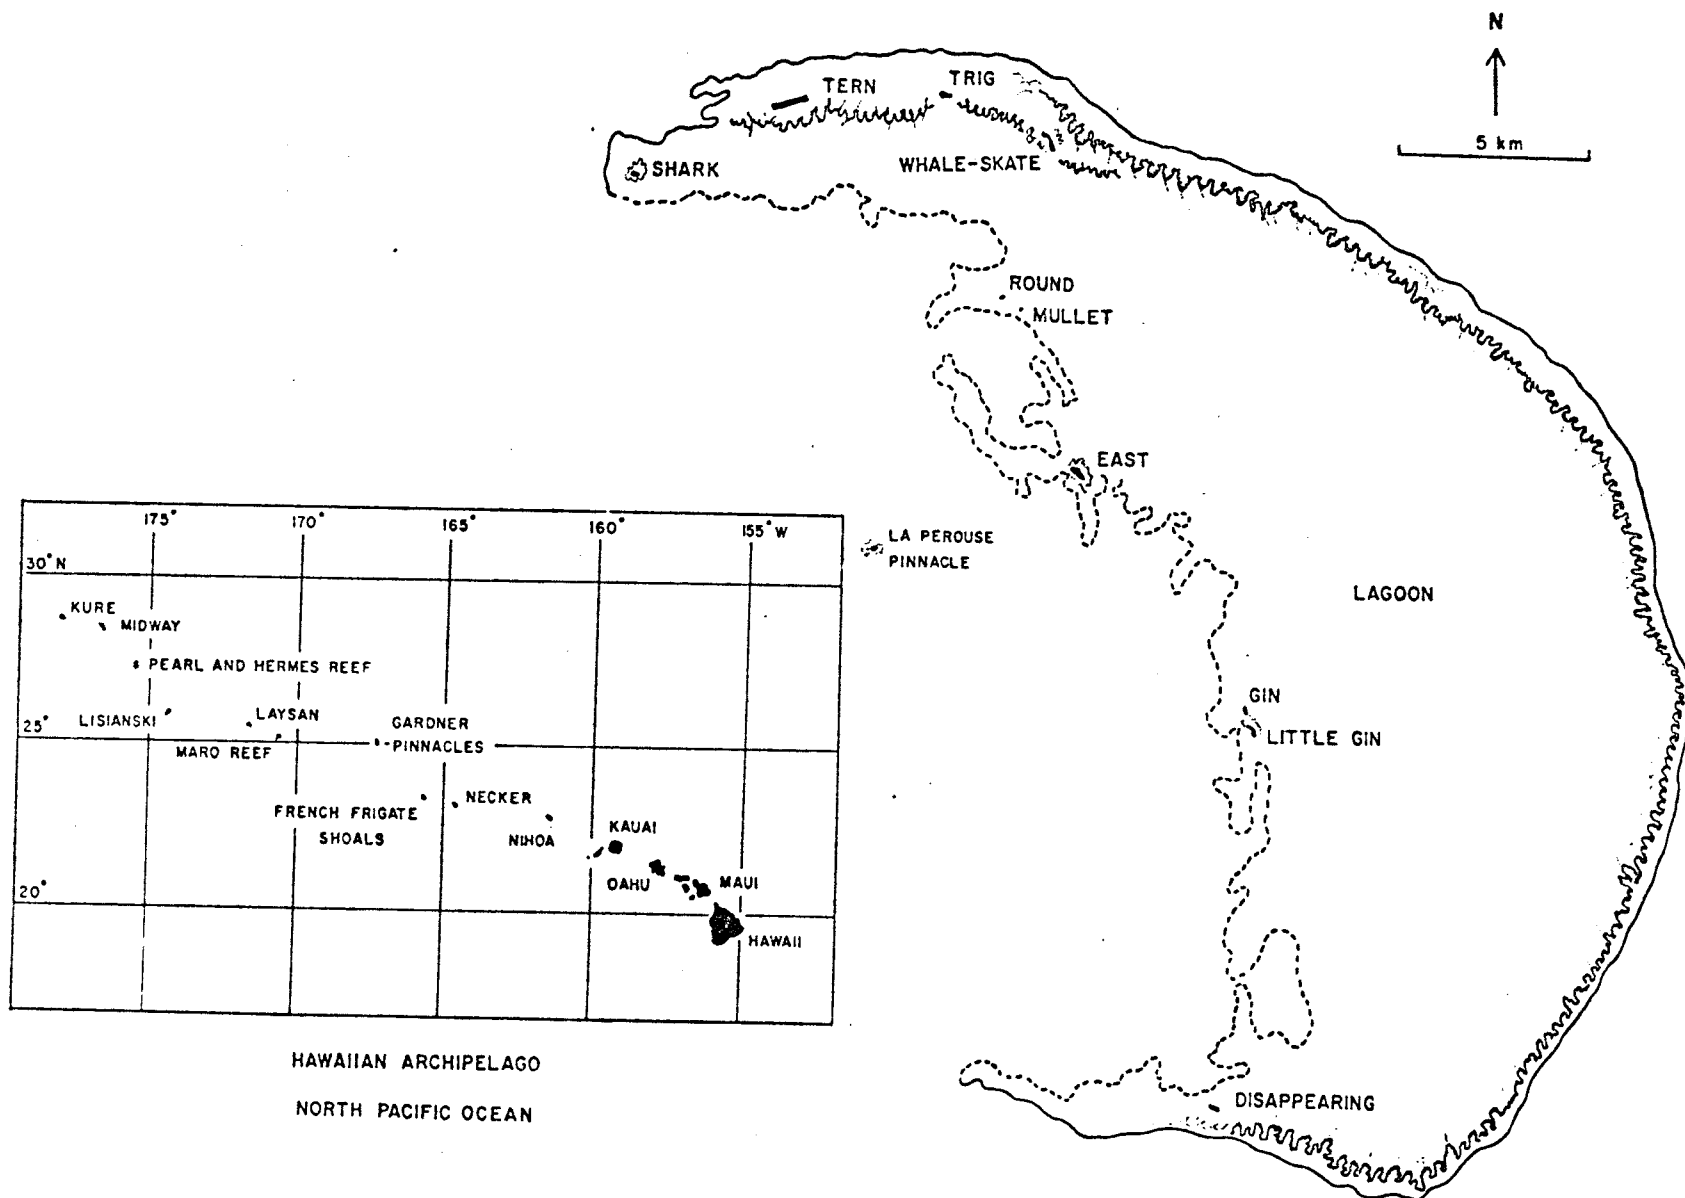 N
5 km
TERN
TRIG
SHARK
WHALE-SKATE
ROUND
MULLET
EAST
LA PEROUSE
PINNACLE
LAGOON
GIN
LITTLE GIN
DISAPPEARING
175° 170° 165° 160° 155° W
30° N
KURE
MIDWAY
PEARL AND HERMES REEF
LISIANSKI
LAYSAN
GARDNER
PINNACLES
25°
MARO REEF
FRENCH FRIGATE
SHOALS
NECKER
NIHOA
KAUAI
OAHU
MAUI
20°
HAWAII
HAWAIIAN ARCHIPELAGO
NORTH PACIFIC OCEAN